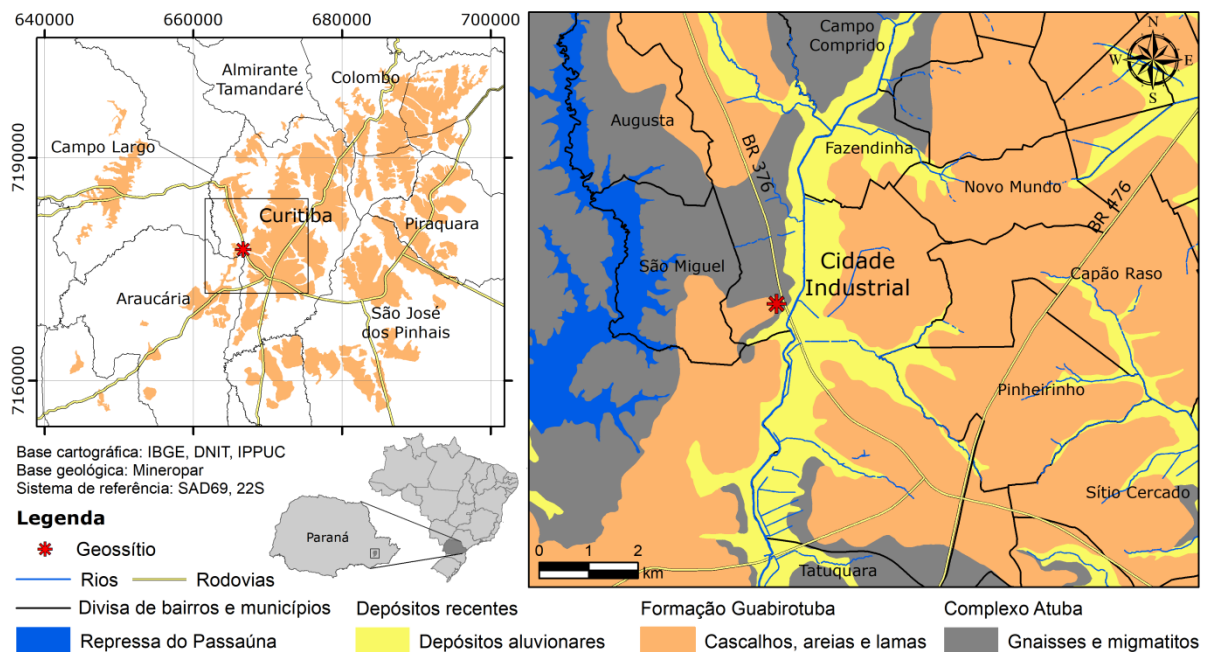 640000
660000
680000
700000
7190000
7160000
Almirante
Tamandaré
Colombo
Campo Largo
Curitiba
Piraquara
Araucária
São José
dos Pinhais
Campo
Comprido
N
W
E
S
Augusta
BR 376
Fazendinha
Novo Mundo
BR 476
São Miguel
Cidade
Industrial
Capão Raso
Pinheirinho
Sítio Cercado
Tatuquara
0 1 2
km
Base cartográfica: IBGE, DNIT, IPPUC
Base geológica: Mineropar
Sistema de referência: SAD69, 22S
Paraná
Legenda
Geossítio
Rios
Rodovias
Divisa de bairros e municípios
Repressa do Passaúna
Depósitos recentes
Depósitos aluvionares
Formação Guabirotuba
Cascalhos, areias e lamas
Complexo Atuba
Gnaisses e migmatitos